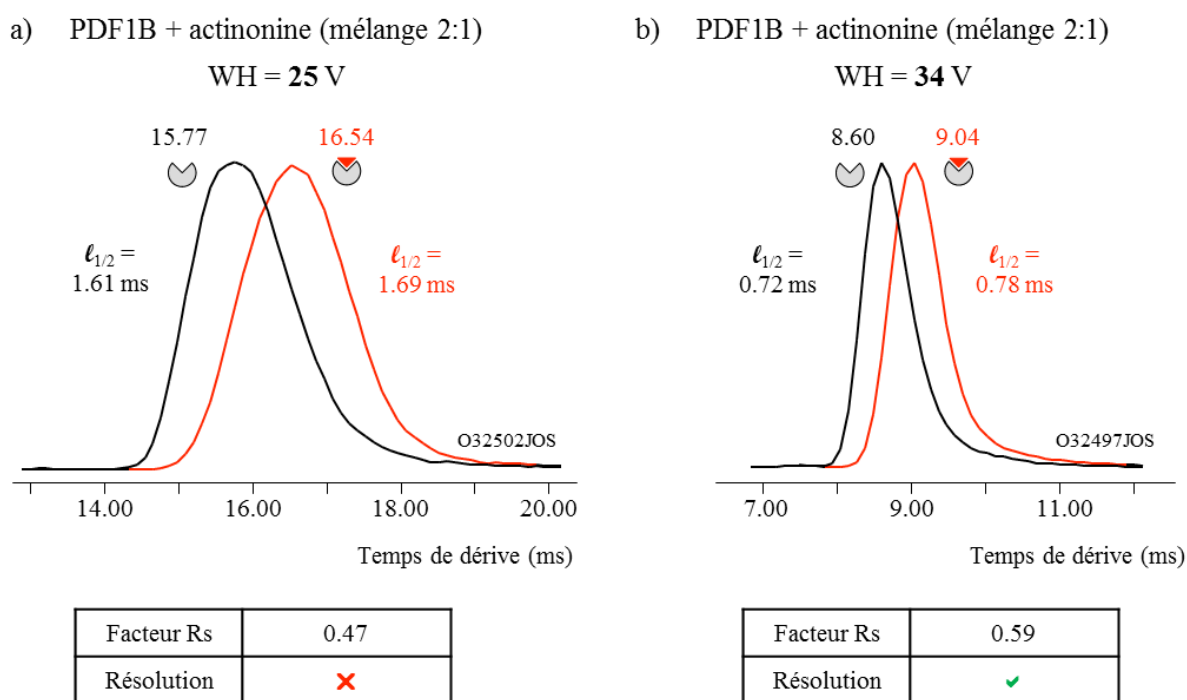 a) PDF1B + actinonine (mélange 2:1)
WH = 25 V
15.77
16.54
ℓ1/2 =
1.61 ms
ℓ1/2 =
1.69 ms
O32502JOS
14.00 16.00 18.00 20.00
Temps de dérive (ms)
Facteur Rs 0.47
Résolution ✗
b) PDF1B + actinonine (mélange 2:1)
WH = 34 V
8.60
9.04
ℓ1/2 =
0.72 ms
ℓ1/2 =
0.78 ms
O32497JOS
7.00 9.00 11.00
Temps de dérive (ms)
Facteur Rs 0.59
Résolution ✓